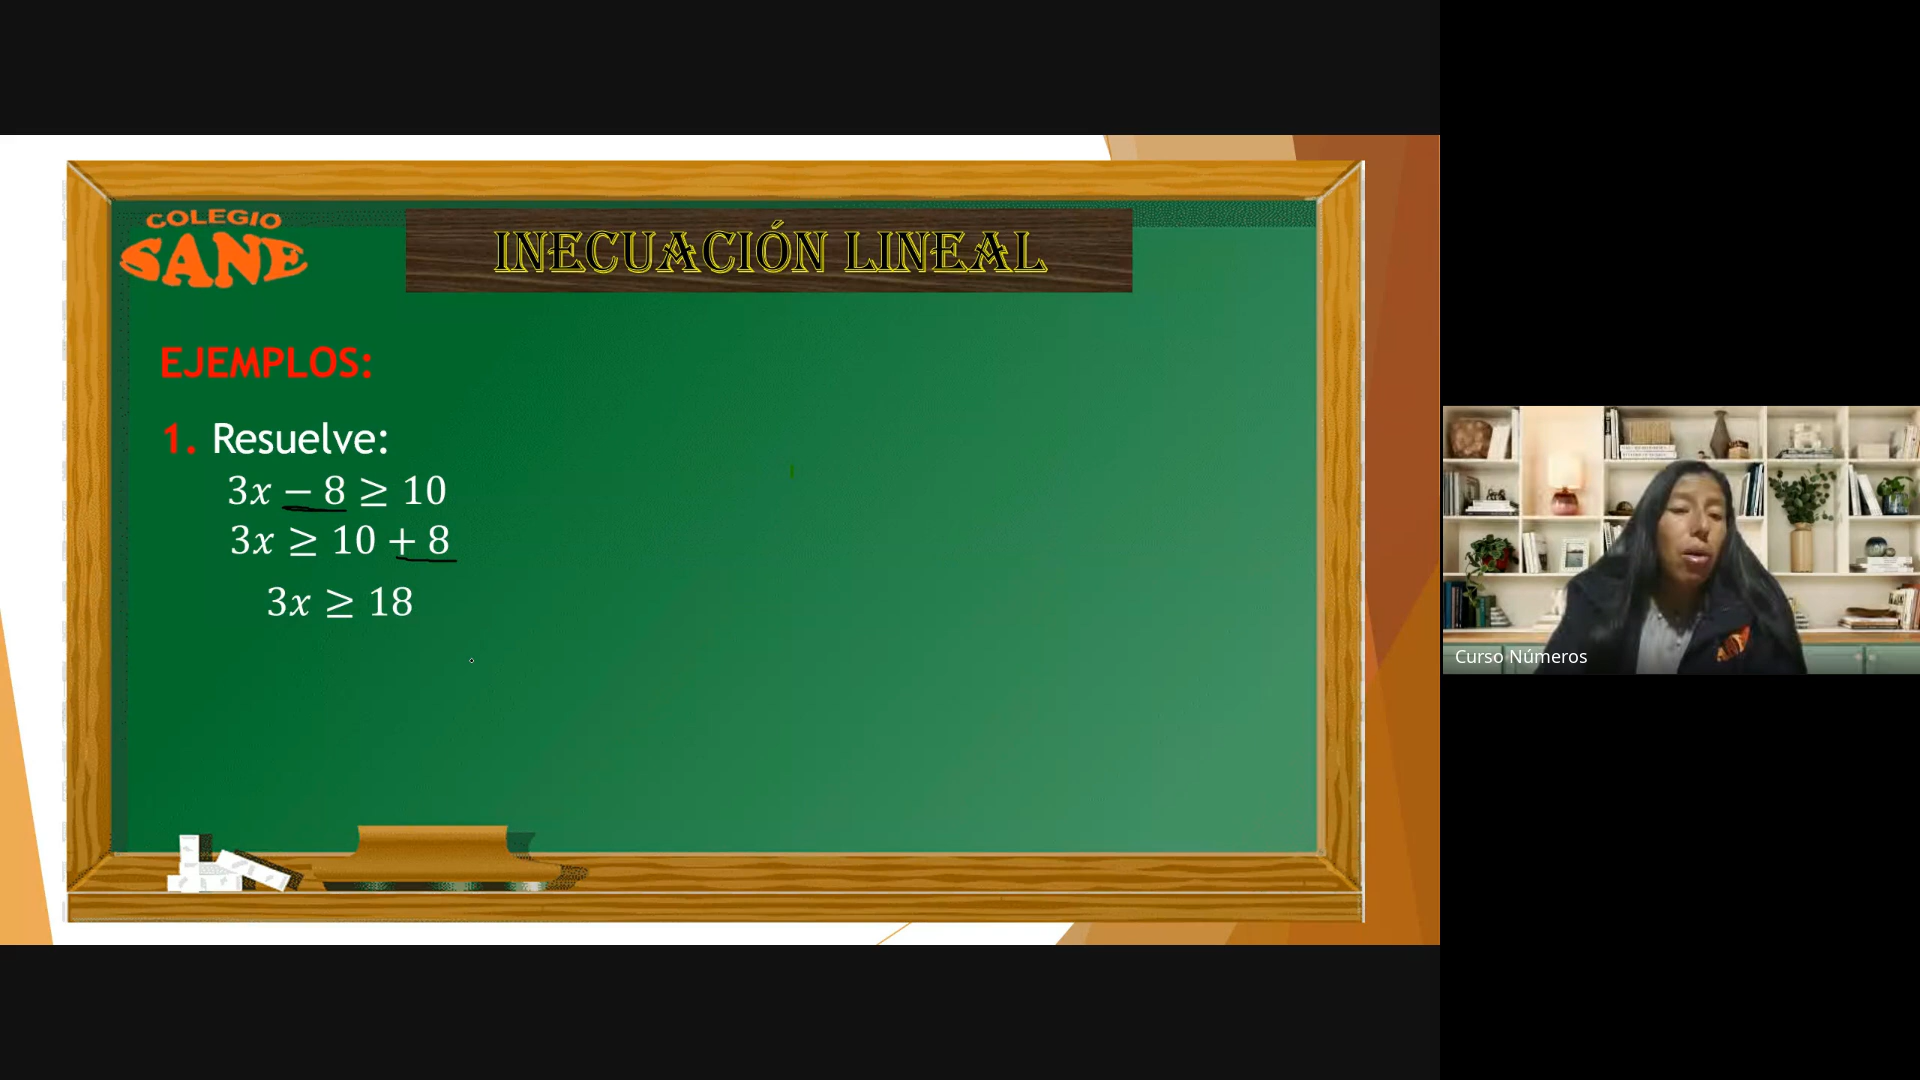 COLEGIO
SANE
INECUACIÓN LINEAL
EJEMPLOS:
1. Resuelve:
3x − 8 ≥ 10
3x ≥ 10 + 8
3x ≥ 18
Curso Números